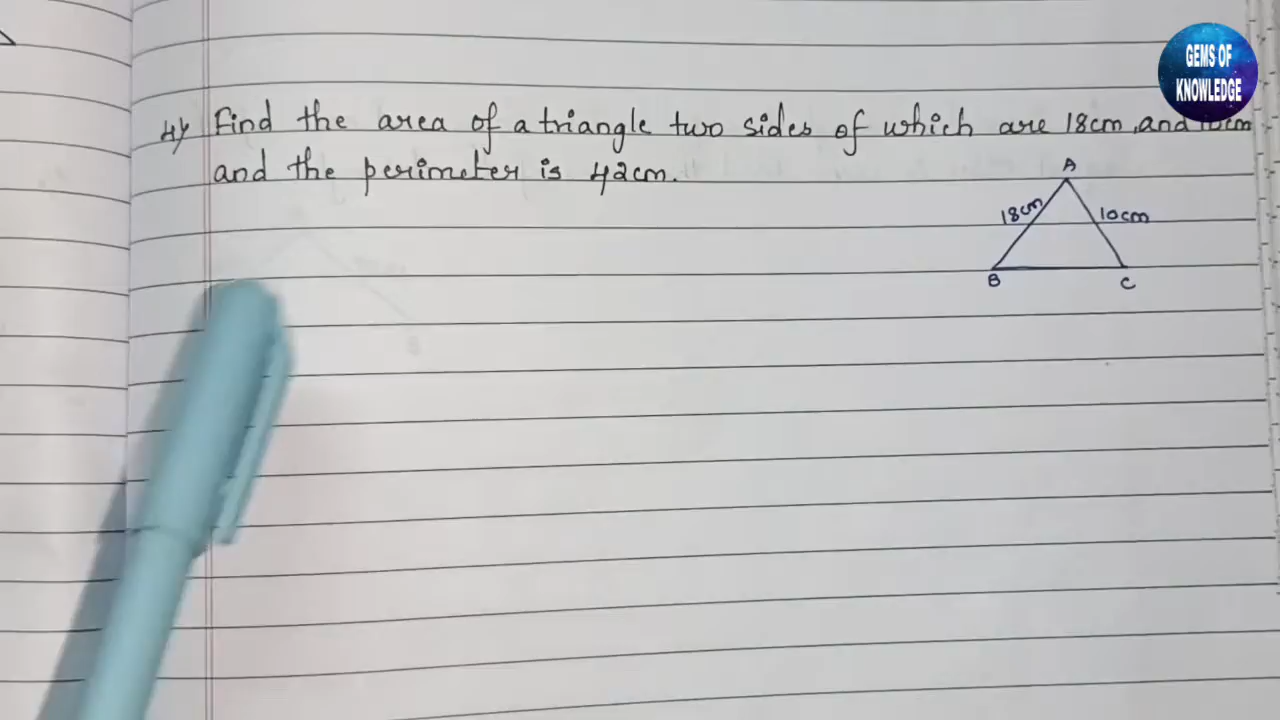 GEMS OF
KNOWLEDGE
4) Find the area of a triangle two sides of which are 18cm and 10cm
and the perimeter is 42cm.
A
18cm
10cm
B
C